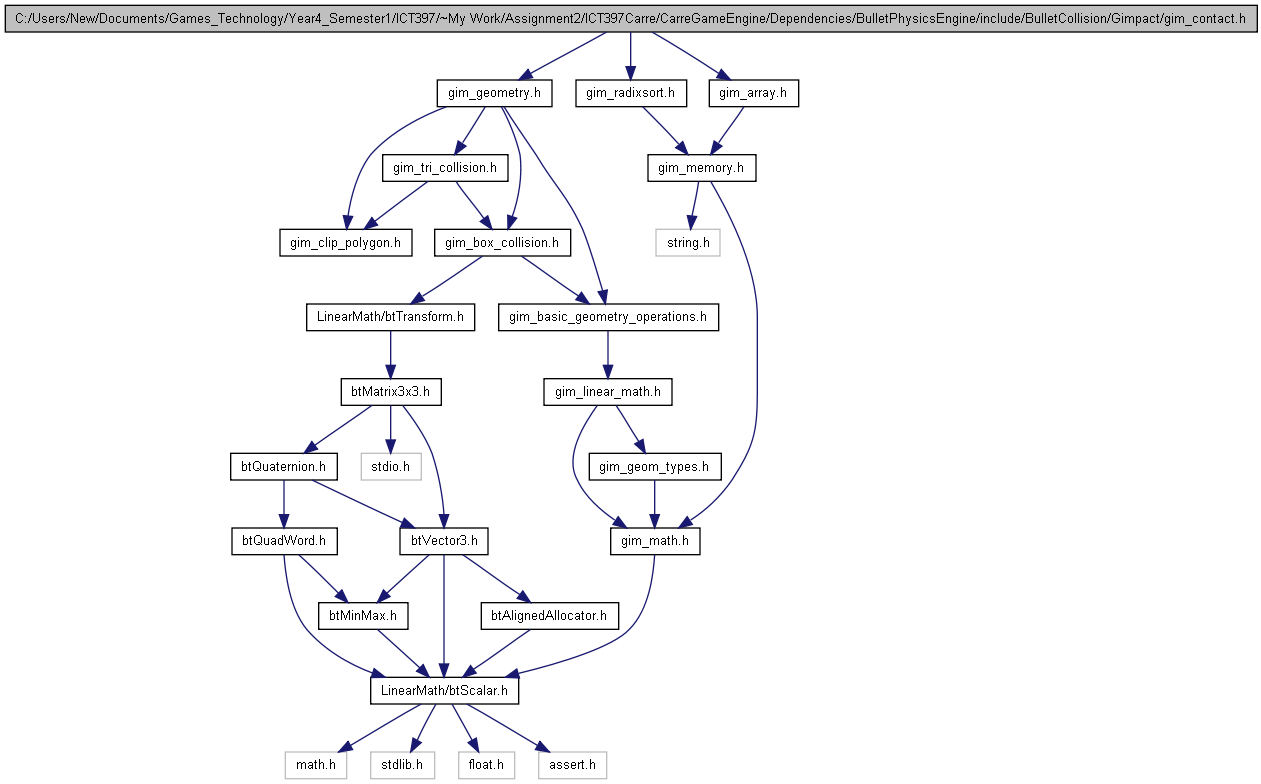 C:/Users/New/Documents/Games_Technology/Year4_Semester1/ICT397/~My Work/Assignment2/ICT397Carre/CarreGameEngine/Dependencies/BulletPhysicsEngine/include/BulletCollision/Gimpact/gim_contact.h
gim_geometry.h
gim_radixsort.h
gim_array.h
gim_tri_collision.h
gim_memory.h
gim_clip_polygon.h
gim_box_collision.h
string.h
LinearMath/btTransform.h
gim_basic_geometry_operations.h
btMatrix3x3.h
gim_linear_math.h
btQuaternion.h
stdio.h
gim_geom_types.h
btQuadWord.h
btVector3.h
gim_math.h
btMinMax.h
btAlignedAllocator.h
LinearMath/btScalar.h
math.h
stdlib.h
float.h
assert.h